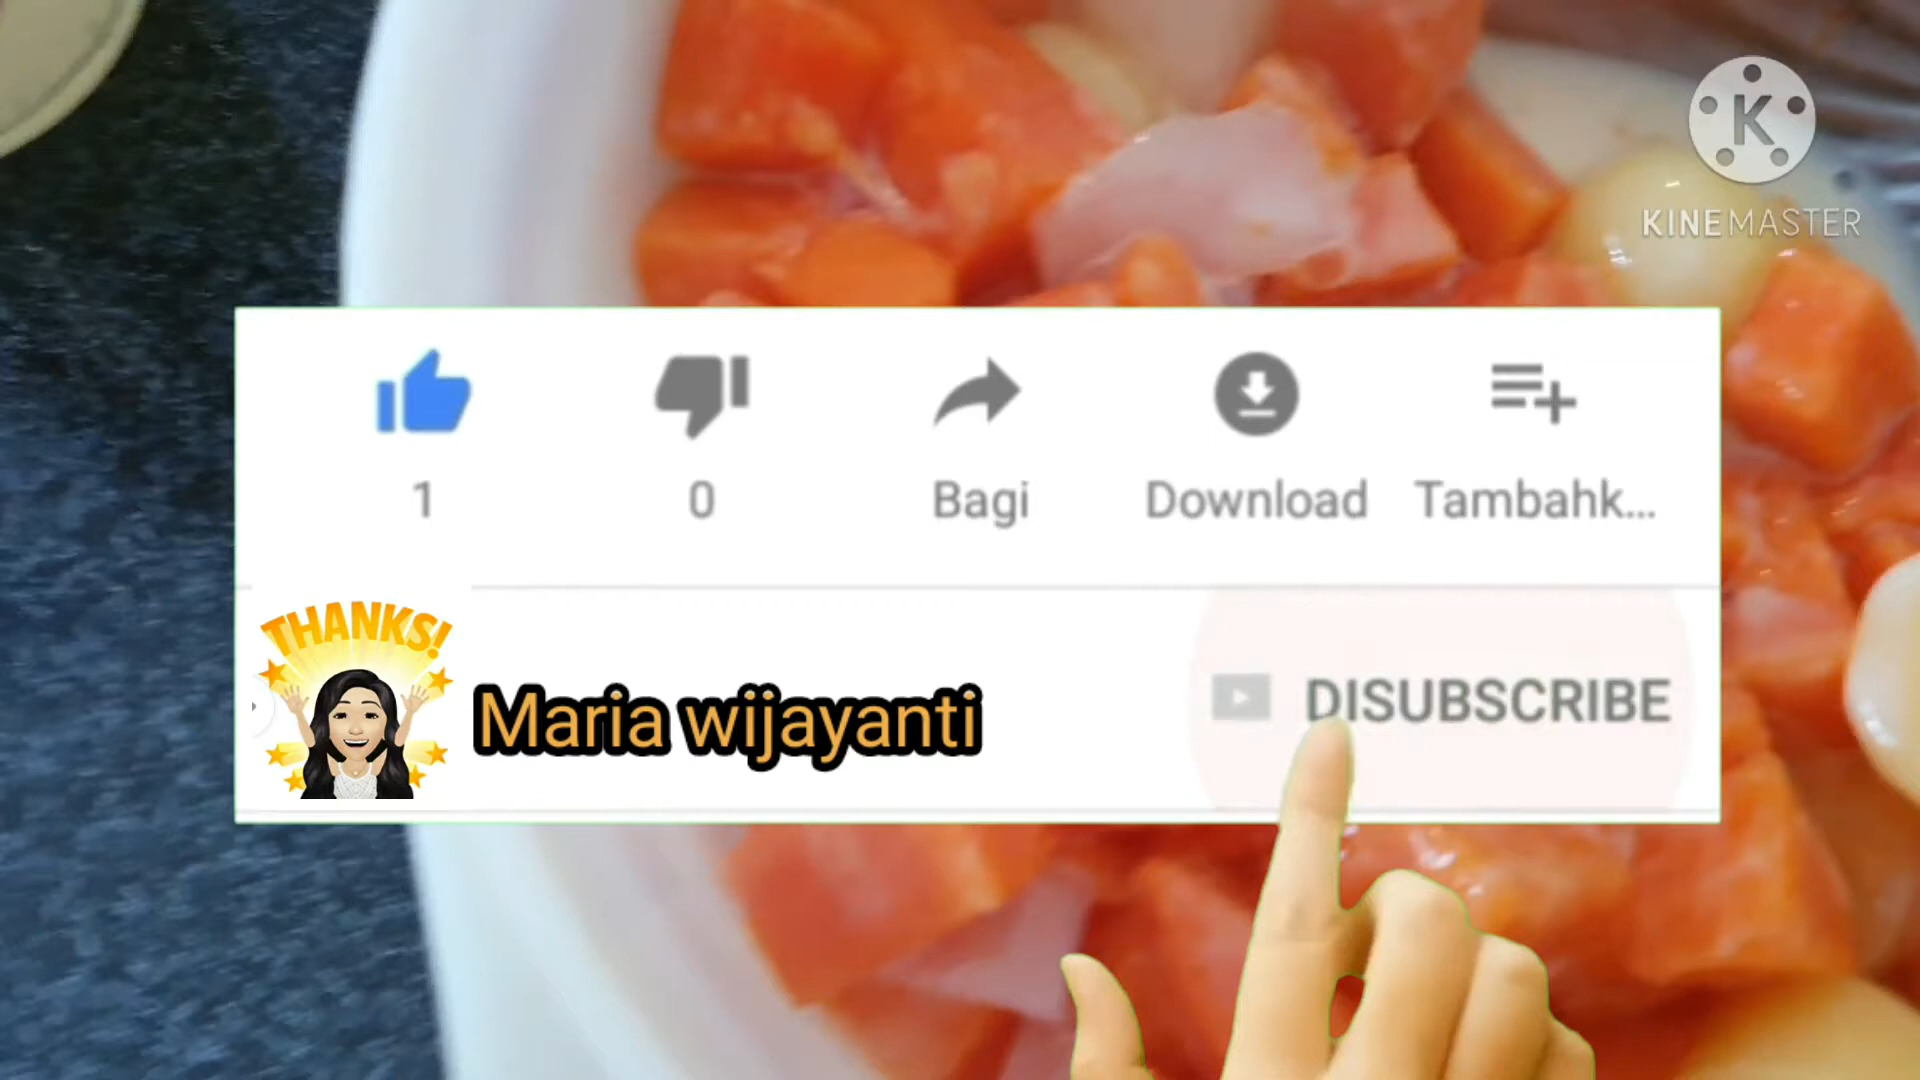 K
KINEMASTER
1
0
Bagi
Download
Tambahk...
THANKS!
Maria wijayanti
DISUBSCRIBE